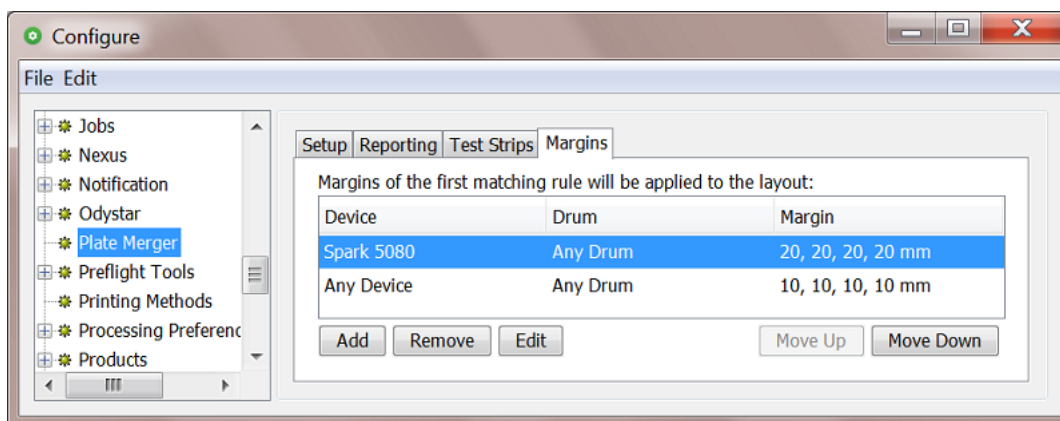 Configure
File Edit
Jobs
Nexus
Notification
Odystar
Plate Merger
Preflight Tools
Printing Methods
Processing Preferenc
Products
Setup Reporting Test Strips Margins
Margins of the first matching rule will be applied to the layout:
Device Drum Margin
Spark 5080 Any Drum 20, 20, 20, 20 mm
Any Device Any Drum 10, 10, 10, 10 mm
Add Remove Edit Move Up Move Down